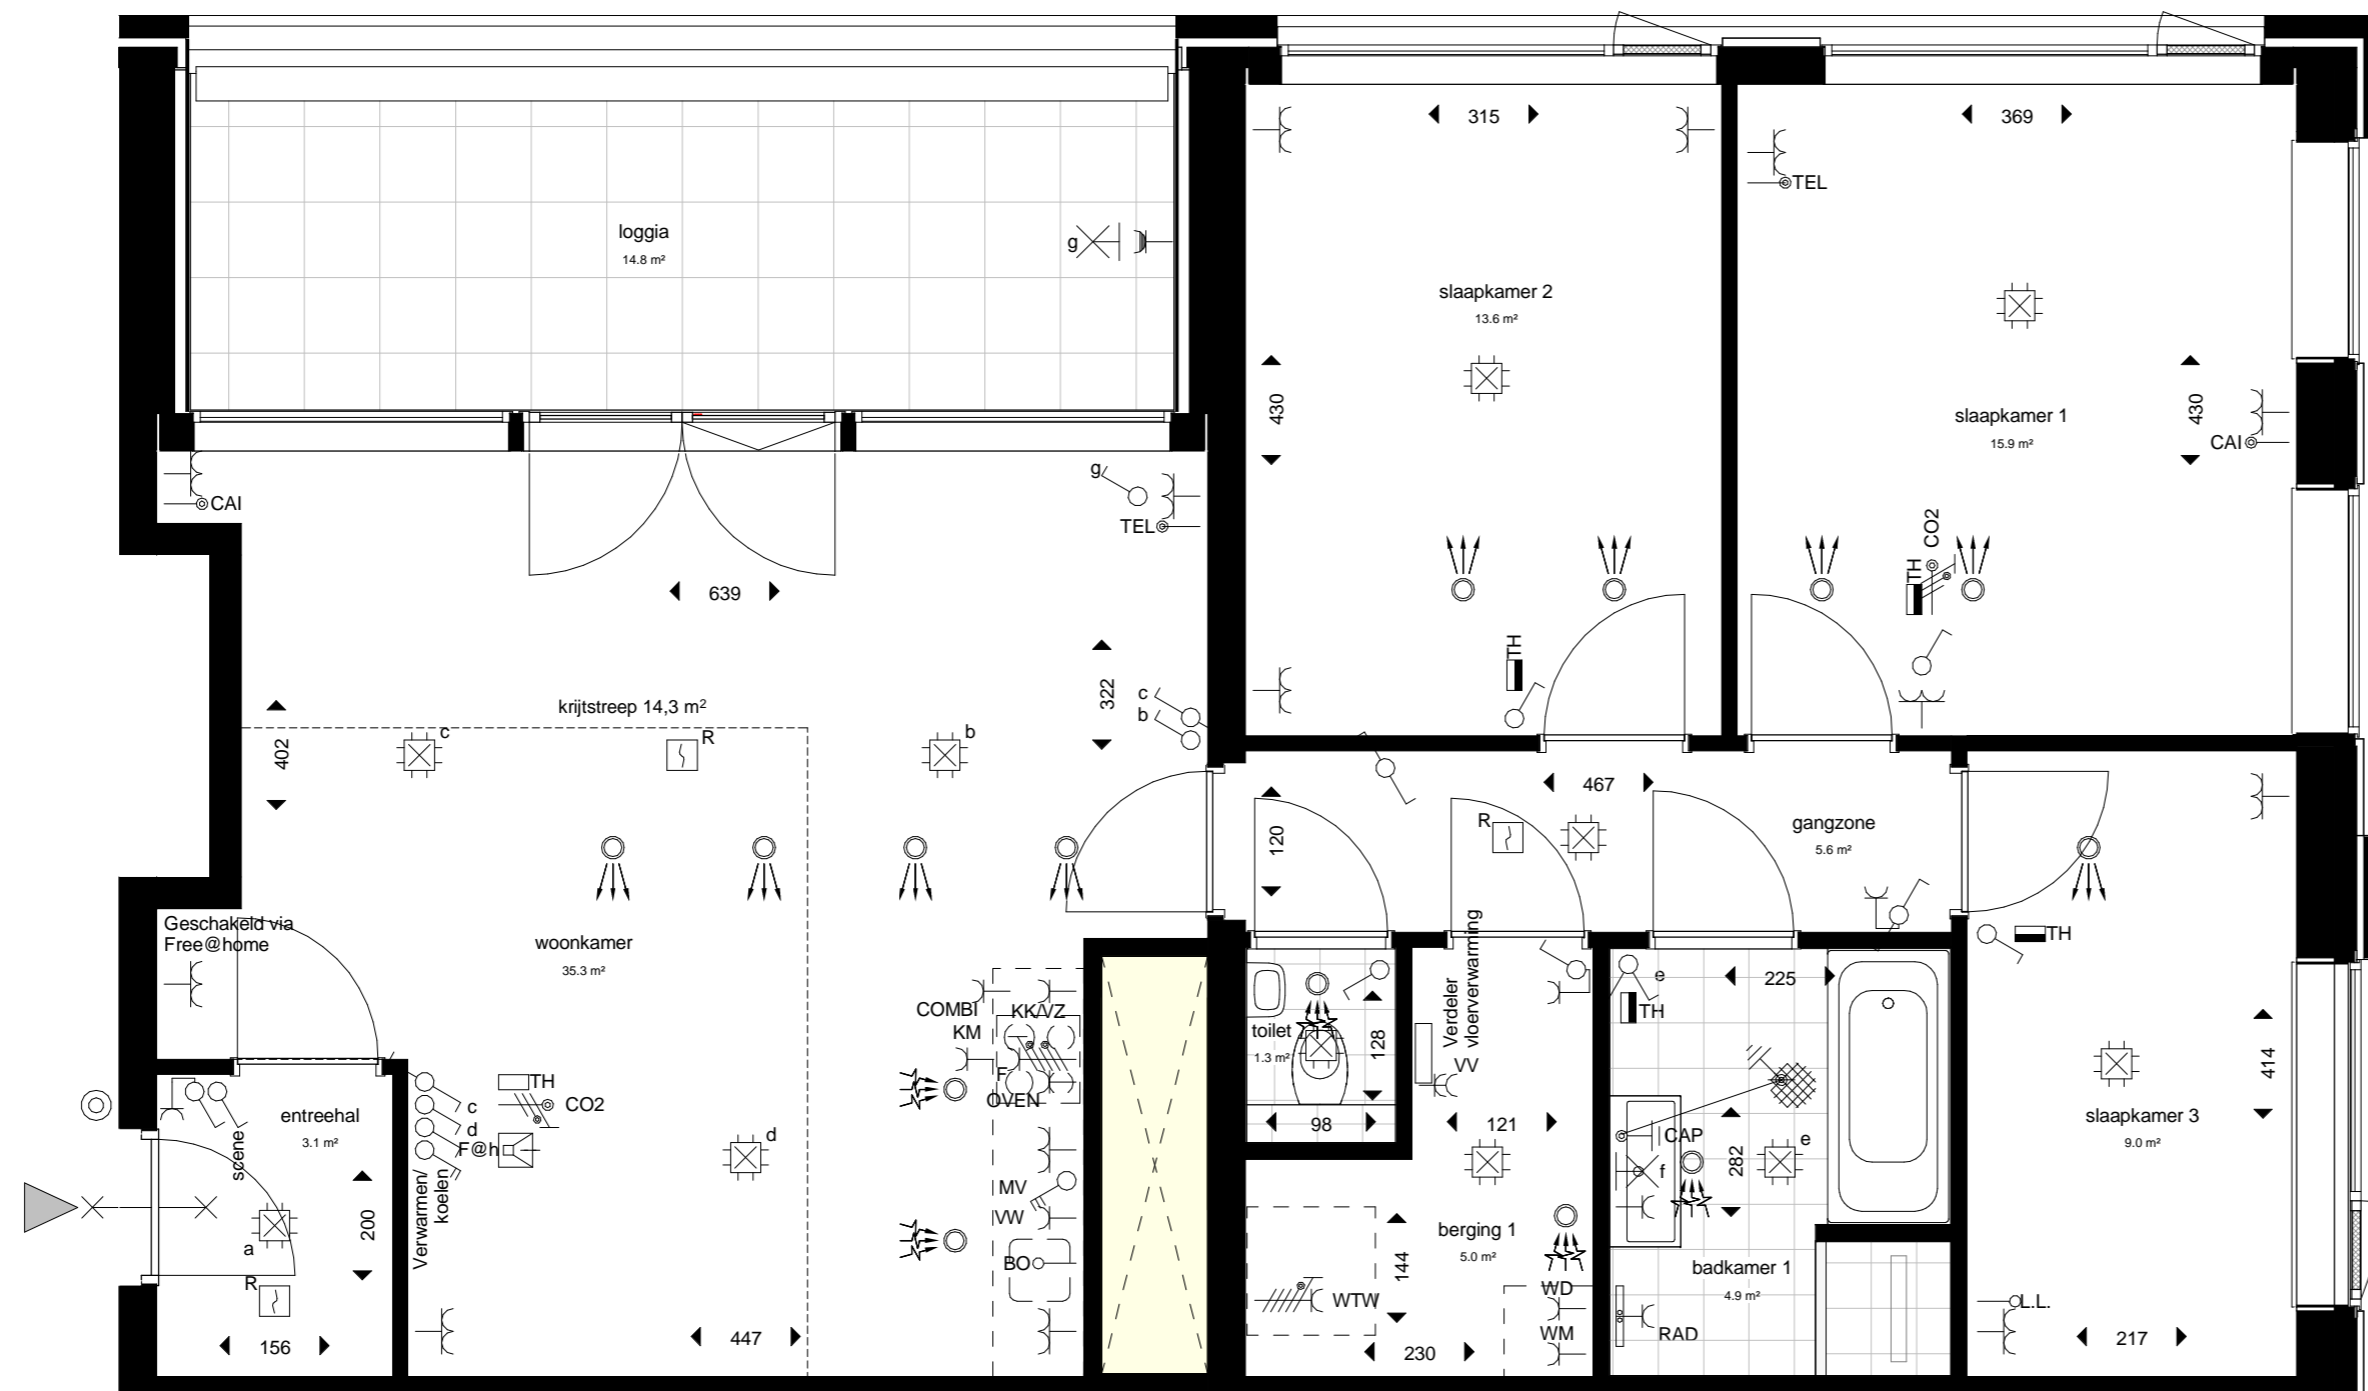 315
369
TEL
loggia
14.8 m²
g
slaapkamer 2
13.6 m²
slaapkamer 1
15.9 m²
430
430
CAI
CAI
g
TEL
CO2
TH
639
TH
322
c
b
krijtstreep 14,3 m²
402
c
R
b
467
120
R
gangzone
5.6 m²
Geschakeld via
Free@home
woonkamer
35.3 m²
TH
COMBI
KK/VZ
KM
F
OVEN
toilet
1.3 m²
128
98
Verdeler
vloerverwarming
VV
e
225
TH
414
entreehal
3.1 m²
scene
c
d
F@h
TH
CO2
d
121
CAP
f
282
e
slaapkamer 3
9.0 m²
a
R
200
Verwarmen/
koelen
MV
VW
BO
berging 1
5.0 m²
144
WTW
WD
WM
badkamer 1
4.9 m²
RAD
L.L.
156
447
230
217